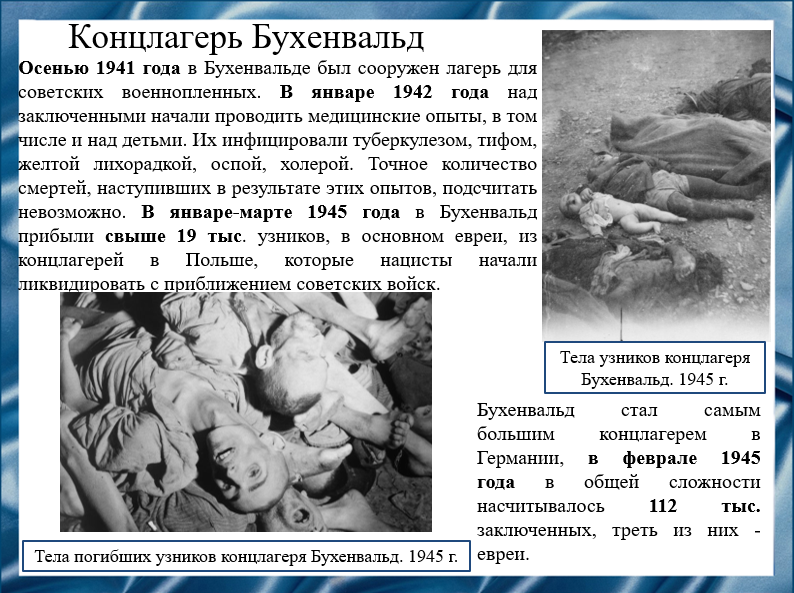 Концлагерь Бухенвальд
Осенью 1941 года в Бухенвальде был сооружен лагерь для
советских военнопленных. В январе 1942 года над
заключенными начали проводить медицинские опыты, в том
числе и над детьми. Их инфицировали туберкулезом, тифом,
желтой лихорадкой, оспой, холерой. Точное количество
смертей, наступивших в результате этих опытов, подсчитать
невозможно. В январе-марте 1945 года в Бухенвальд
прибыли свыше 19 тыс. узников, в основном евреи, из
концлагерей в Польше, которые нацисты начали
ликвидировать с приближением советских войск.
Тела узников концлагеря
Бухенвальд. 1945 г.
Бухенвальд стал самым
большим концлагерем в
Германии, в феврале 1945
года в общей сложности
насчитывалось 112 тыс.
заключенных, треть из них -
евреи.
Тела погибших узников концлагеря Бухенвальд. 1945 г.